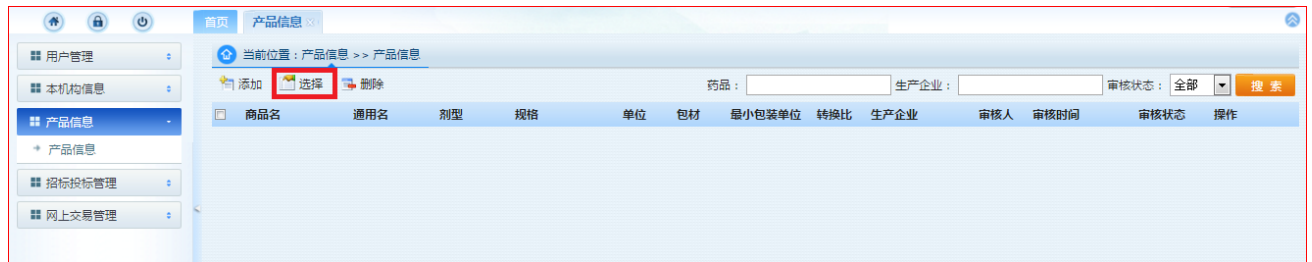 首页 产品信息
用户管理
当前位置：产品信息 >> 产品信息
本机构信息
添加 选择 删除 药品： 生产企业： 审核状态： 全部 搜 索
产品信息
商品名 通用名 剂型 规格 单位 包材 最小包装单位 转换比 生产企业 审核人 审核时间 审核状态 操作
产品信息
招标投标管理
网上交易管理